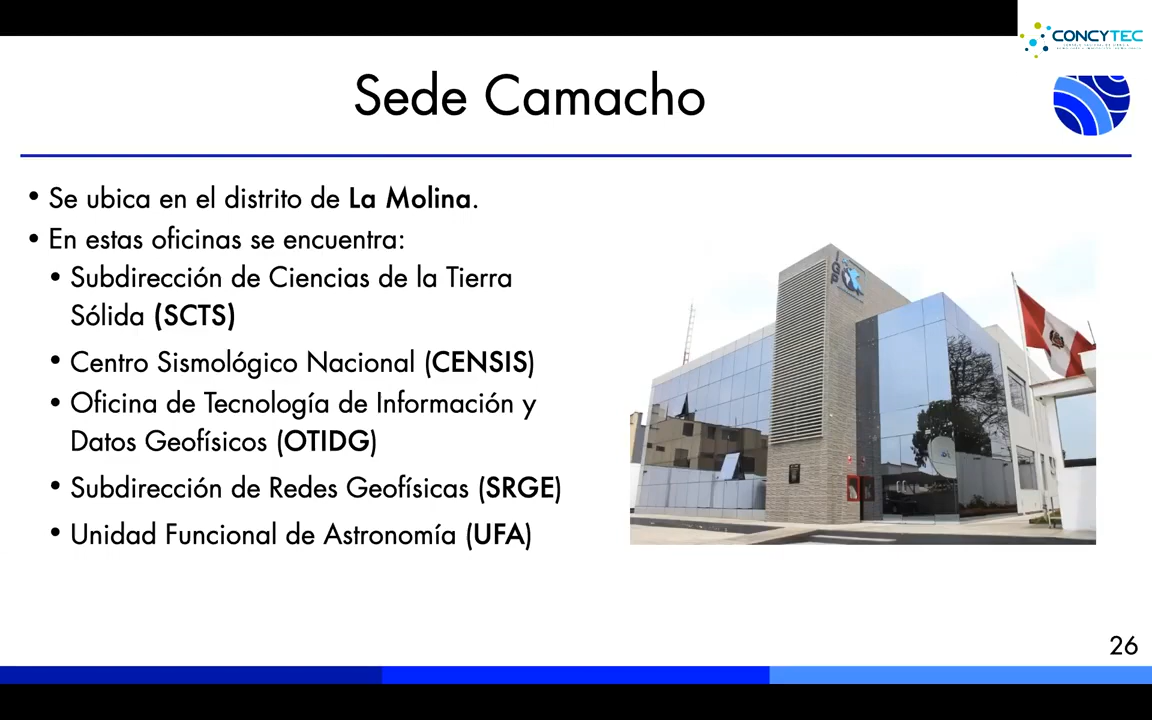 CONCYTEC
Sede Camacho
• Se ubica en el distrito de La Molina.
• En estas oficinas se encuentra:
• Subdirección de Ciencias de la Tierra
Sólida (SCTS)
• Centro Sismológico Nacional (CENSIS)
• Oficina de Tecnología de Información y
Datos Geofísicos (OTIDG)
• Subdirección de Redes Geofísicas (SRGE)
• Unidad Funcional de Astronomía (UFA)
IGP
26